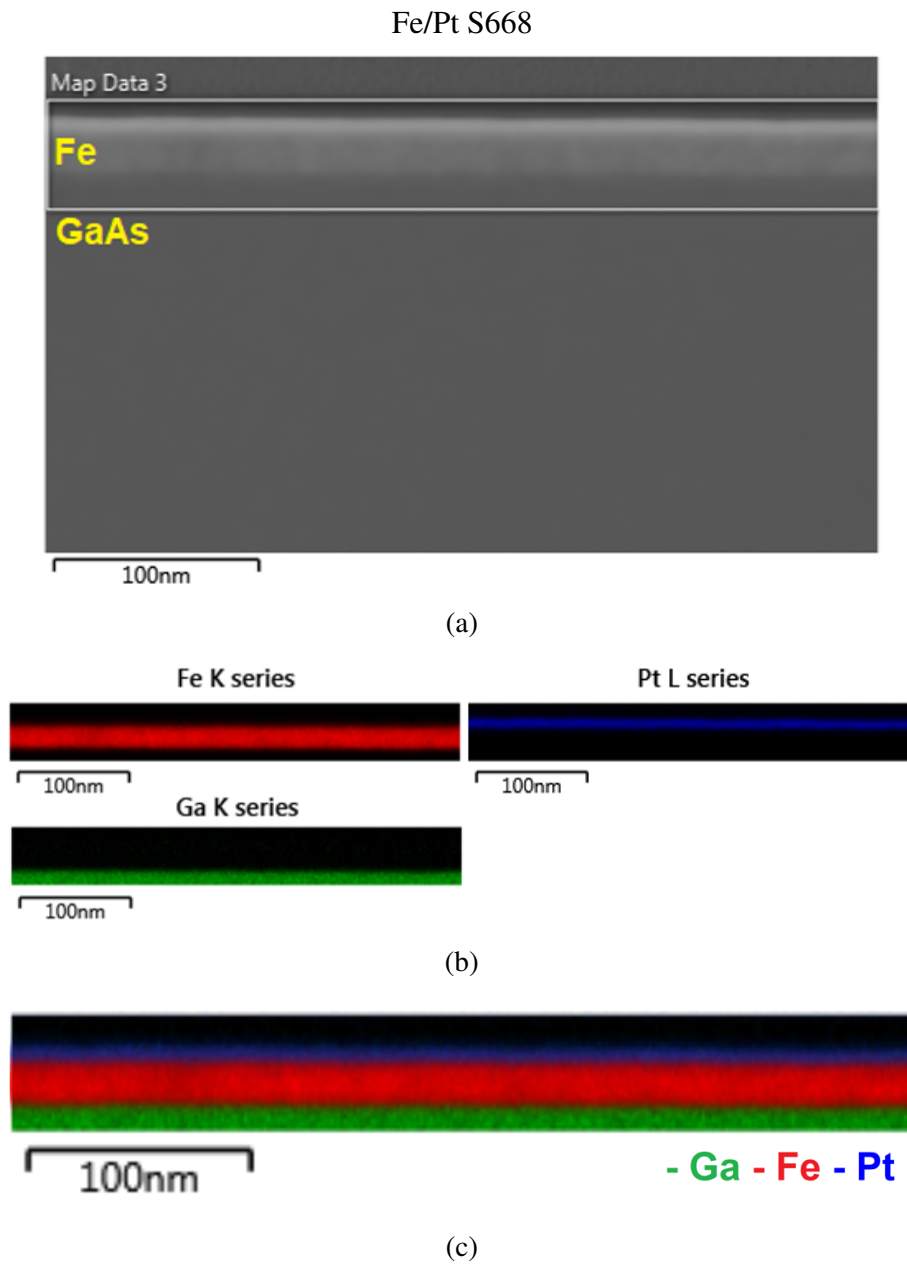 Fe/Pt S668
Map Data 3
Fe
GaAs
100nm
(a)
Fe K series
Pt L series
100nm
100nm
Ga K series
100nm
(b)
100nm
- Ga - Fe - Pt
(c)